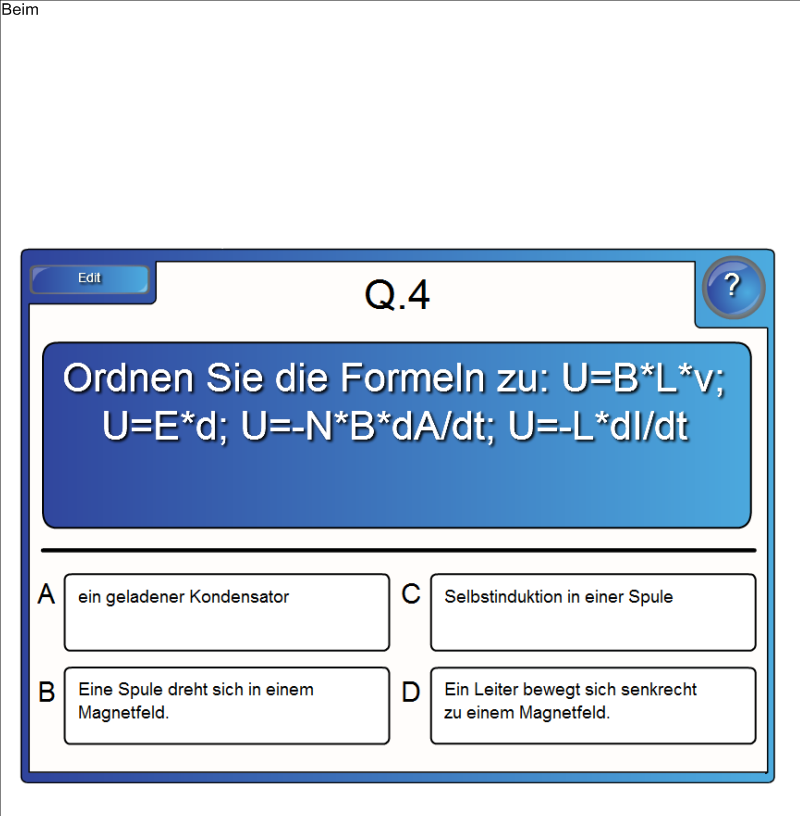 Beim
Edit
Q.4
?
Ordnen Sie die Formeln zu: U=B*L*v;
U=E*d; U=-N*B*dA/dt; U=-L*dI/dt
A
ein geladener Kondensator
C
Selbstinduktion in einer Spule
B
Eine Spule dreht sich in einem
Magnetfeld.
D
Ein Leiter bewegt sich senkrecht
zu einem Magnetfeld.